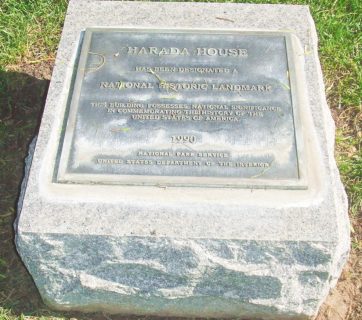 HARADA HOUSE
HAS BEEN DESIGNATED A
NATIONAL HISTORIC LANDMARK
THIS BUILDING POSSESSES NATIONAL SIGNIFICANCE
IN COMMEMORATING THE HISTORY OF THE
UNITED STATES OF AMERICA
1990
NATIONAL PARK SERVICE
UNITED STATES DEPARTMENT OF THE INTERIOR